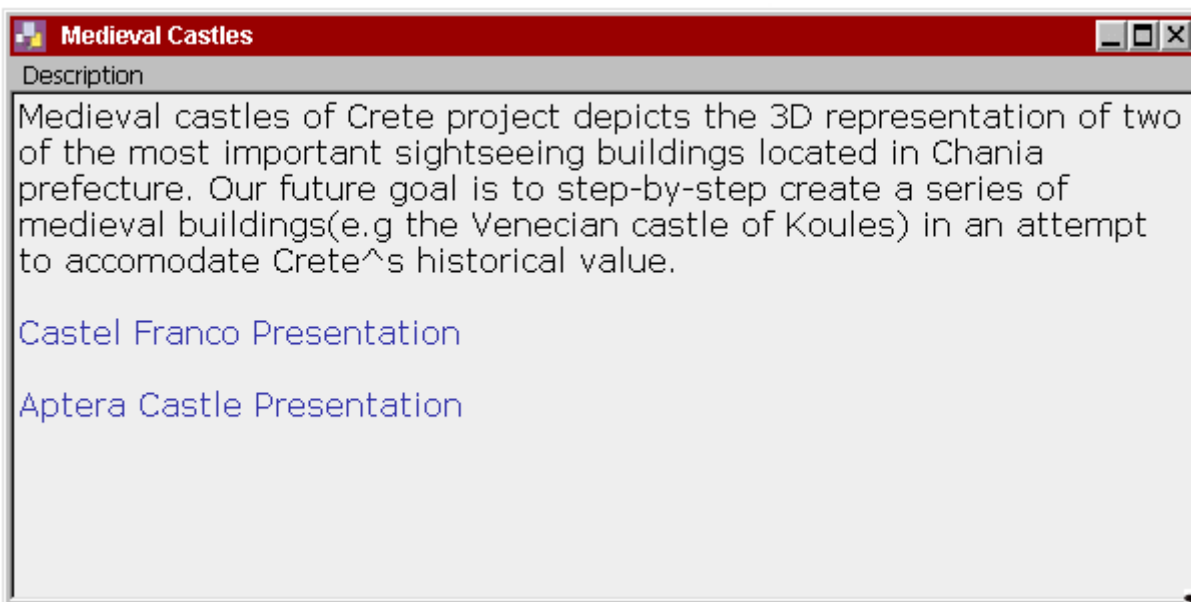 Medieval Castles
Description
Medieval castles of Crete project depicts the 3D representation of two
of the most important sightseeing buildings located in Chania
prefecture. Our future goal is to step-by-step create a series of
medieval buildings(e.g the Venecian castle of Koules) in an attempt
to accomodate Crete^s historical value.
Castel Franco Presentation
Aptera Castle Presentation